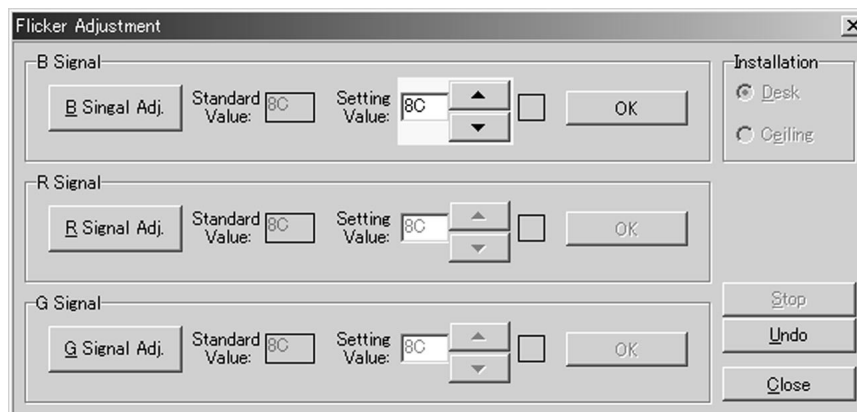 Flicker Adjustment
B Signal
B Singal Adj.
Standard Value:
8C
Setting Value:
8C
OK
Installation
Desk
Ceiling
R Signal
R Signal Adj.
Standard Value:
8C
Setting Value:
8C
OK
G Signal
G Signal Adj.
Standard Value:
8C
Setting Value:
8C
OK
Stop
Undo
Close